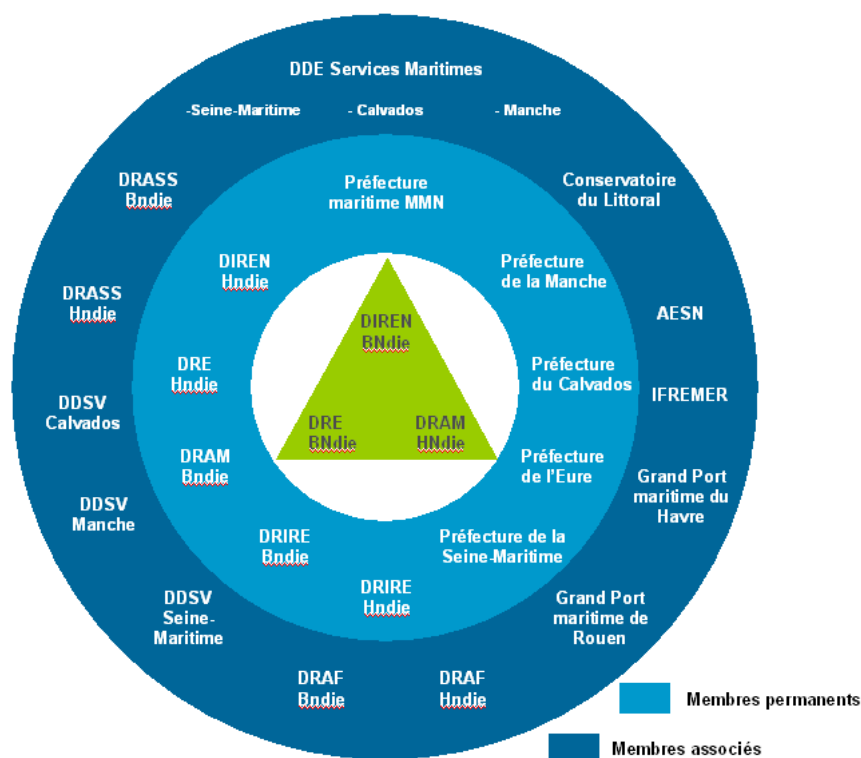 DDE Services Maritimes
-Seine-Maritime
- Calvados
- Manche
DRASS
Bndie
Préfecture
maritime MMN
Conservatoire
du Littoral
DIREN
Hndie
Préfecture
de la Manche
DRASS
Hndie
DIREN
BNdie
AESN
DRE
Hndie
Préfecture
du Calvados
IFREMER
DDSV
Calvados
DRE
BNdie
DRAM
HNdie
DRAM
Bndie
Préfecture
de l'Eure
Grand Port
maritime du
Havre
DDSV
Manche
DRIRE
Bndie
Préfecture de la
Seine-Maritime
DRIRE
Hndie
DDSV
Seine-
Maritime
Grand Port
maritime de
Rouen
DRAF
Bndie
DRAF
Hndie
Membres permanents
Membres associés